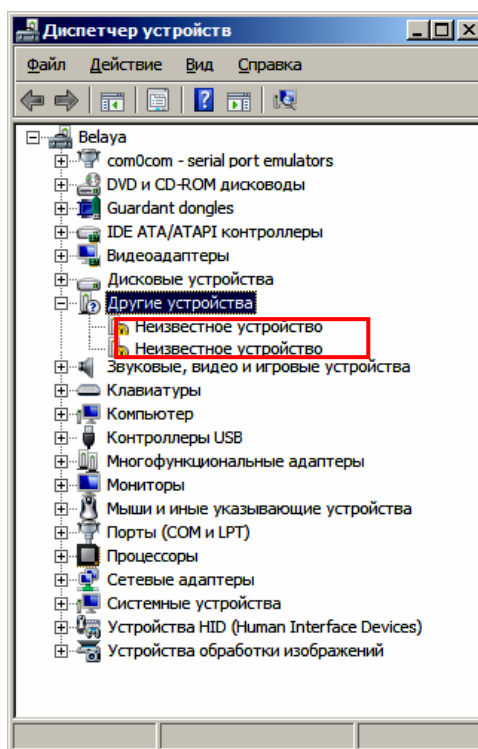 Диспетчер устройств
Файл Действие Вид Справка
Belaya
com0com - serial port emulators
DVD и CD-ROM дисководы
Guardant dongles
IDE ATA/ATAPI контроллеры
Видеоадаптеры
Дисковые устройства
Другие устройства
Неизвестное устройство
Неизвестное устройство
Звуковые, видео и игровые устройства
Клавиатуры
Компьютер
Контроллеры USB
Многофункциональные адаптеры
Мониторы
Мыши и иные указывающие устройства
Порты (COM и LPT)
Процессоры
Сетевые адаптеры
Системные устройства
Устройства HID (Human Interface Devices)
Устройства обработки изображений